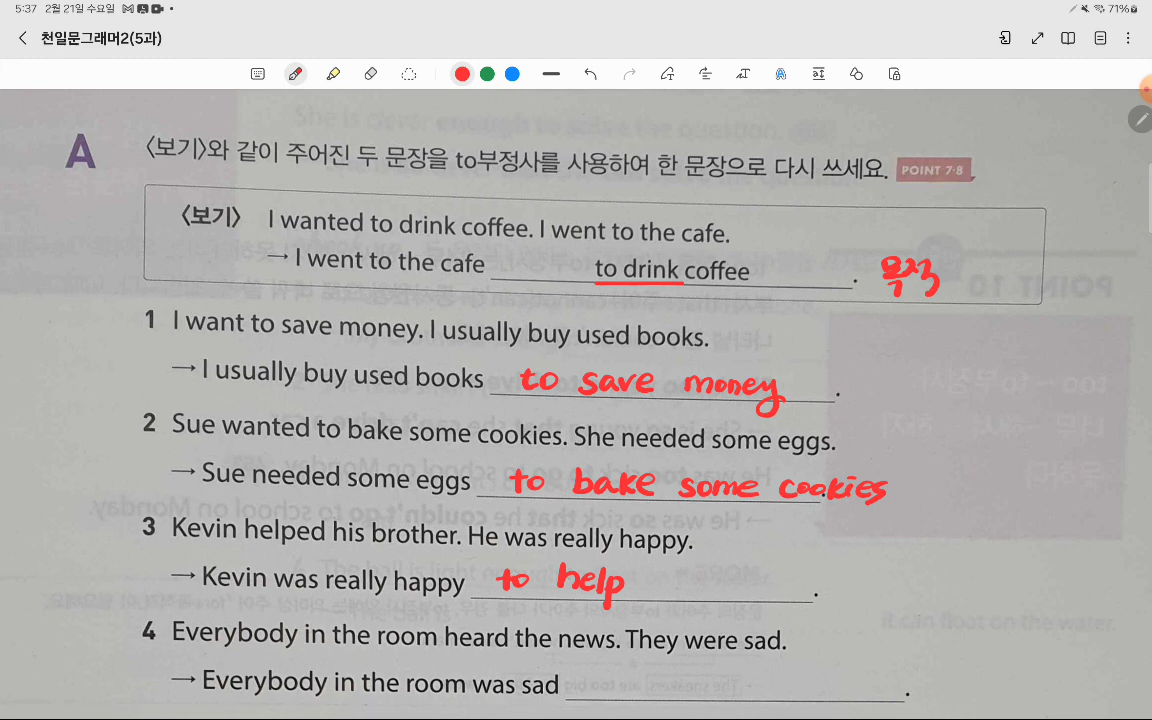 5:37 2월 21일 수요일 71%
천일문그래머2(5과)
A 〈보기〉와 같이 주어진 두 문장을 to부정사를 사용하여 한 문장으로 다시 쓰세요. POINT 7·8
〈보기〉 I wanted to drink coffee. I went to the cafe.
→ I went to the cafe to drink coffee . 목적
1 I want to save money. I usually buy used books.
→ I usually buy used books to save money .
2 Sue wanted to bake some cookies. She needed some eggs.
→ Sue needed some eggs to bake some cookies .
3 Kevin helped his brother. He was really happy.
→ Kevin was really happy to help .
4 Everybody in the room heard the news. They were sad.
→ Everybody in the room was sad .
POINT 10